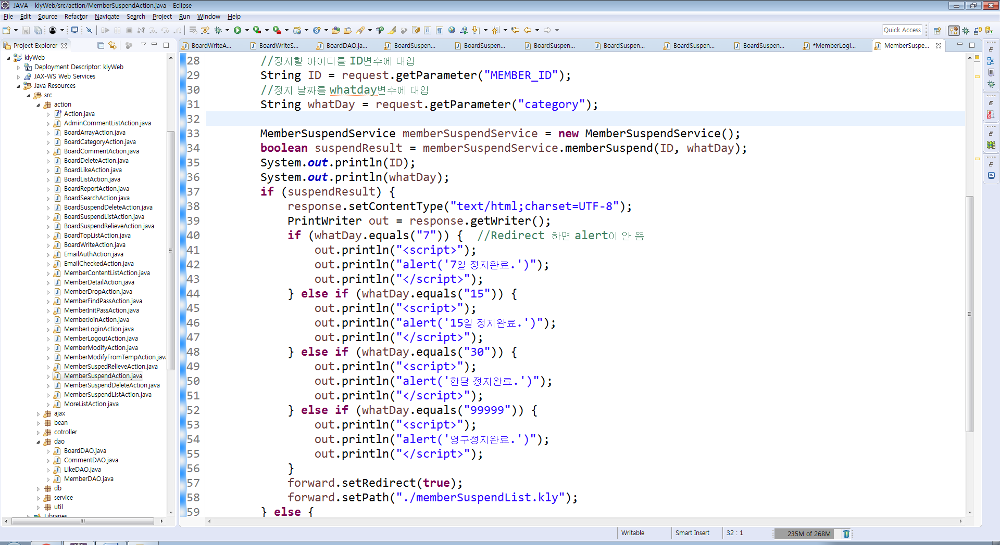 JAVA - klyWeb/src/action/MemberSuspendAction.java - Eclipse
File Edit Source Refactor Navigate Search Project Run Window Help
Quick Access
Project Explorer
BoardWriteA...
BoardWriteS...
BoardDAO.ja...
BoardSuspen...
BoardSuspen...
BoardSuspen...
BoardSuspen...
BoardSuspen...
BoardSuspen...
*MemberLogi...
MemberSuspe...
klyWeb
Deployment Descriptor: klyWeb
JAX-WS Web Services
Java Resources
src
action
Action.java
AdminCommentListAction.java
BoardArrayAction.java
BoardCategoryAction.java
BoardCommentAction.java
BoardDeleteAction.java
BoardLikeAction.java
BoardListAction.java
BoardReportAction.java
BoardSearchAction.java
BoardSuspendDeleteAction.java
BoardSuspendListAction.java
BoardSuspendRelieveAction.java
BoardTopListAction.java
BoardWriteAction.java
EmailAuthAction.java
EmailCheckedAction.java
MemberContentListAction.java
MemberDetailAction.java
MemberDropAction.java
MemberFindPassAction.java
MemberInitPassAction.java
MemberJoinAction.java
MemberLoginAction.java
MemberLogoutAction.java
MemberModifyAction.java
MemberModifyFromTempAction.java
MemberSuspedRelieveAction.java
MemberSuspendAction.java
MemberSuspendDeleteAction.java
MemberSuspendListAction.java
MoreListAction.java
ajax
bean
cotroller
dao
BoardDAO.java
CommentDAO.java
LikeDAO.java
MemberDAO.java
db
service
util
Libraries
28 //정지할 아이디를 ID변수에 대입
29 String ID = request.getParameter("MEMBER_ID");
30 //정지 날짜를 whatday변수에 대입
31 String whatDay = request.getParameter("category");
32
33 MemberSuspendService memberSuspendService = new MemberSuspendService();
34 boolean suspendResult = memberSuspendService.memberSuspend(ID, whatDay);
35 System.out.println(ID);
36 System.out.println(whatDay);
37 if (suspendResult) {
38 response.setContentType("text/html;charset=UTF-8");
39 PrintWriter out = response.getWriter();
40 if (whatDay.equals("7")) { //Redirect 하면 alert이 안 뜸
41 out.println("<script>");
42 out.println("alert('7일 정지완료.')");
43 out.println("</script>");
44 } else if (whatDay.equals("15")) {
45 out.println("<script>");
46 out.println("alert('15일 정지완료.')");
47 out.println("</script>");
48 } else if (whatDay.equals("30")) {
49 out.println("<script>");
50 out.println("alert('한달 정지완료.')");
51 out.println("</script>");
52 } else if (whatDay.equals("99999")) {
53 out.println("<script>");
54 out.println("alert('영구정지완료.')");
55 out.println("</script>");
56 }
57 forward.setRedirect(true);
58 forward.setPath("./memberSuspendList.kly");
59 } else {
Writable
Smart Insert
32 : 1
235M of 268M